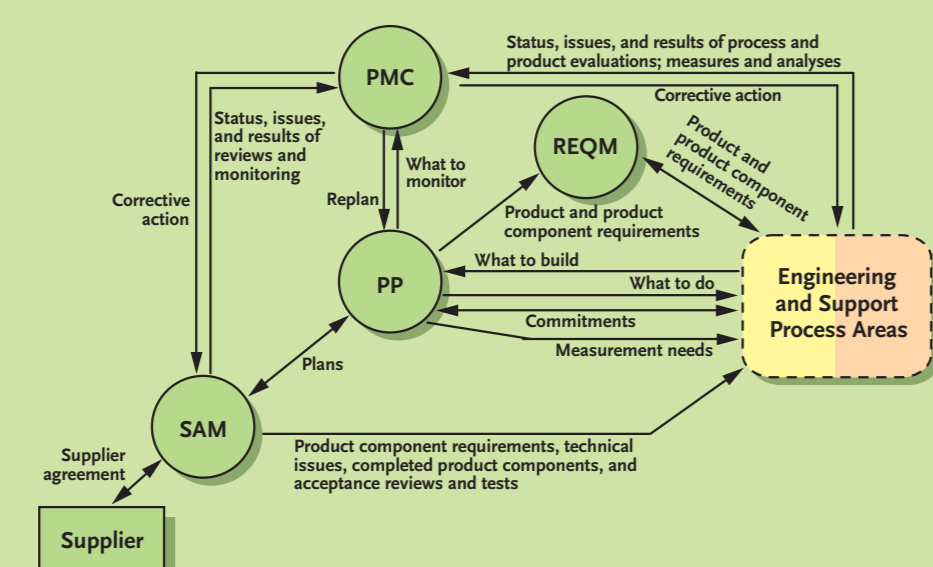 Status, issues, and results of process and
product evaluations; measures and analyses
PMC
Corrective action
Status, issues,
and results of
reviews and
monitoring
REQM
Product and
product component
requirements
What to
monitor
Replan
Corrective
action
Product and product
component requirements
What to build
PP
What to do
Engineering
and Support
Process Areas
Commitments
Measurement needs
Plans
SAM
Product component requirements, technical
issues, completed product components, and
acceptance reviews and tests
Supplier
agreement
Supplier